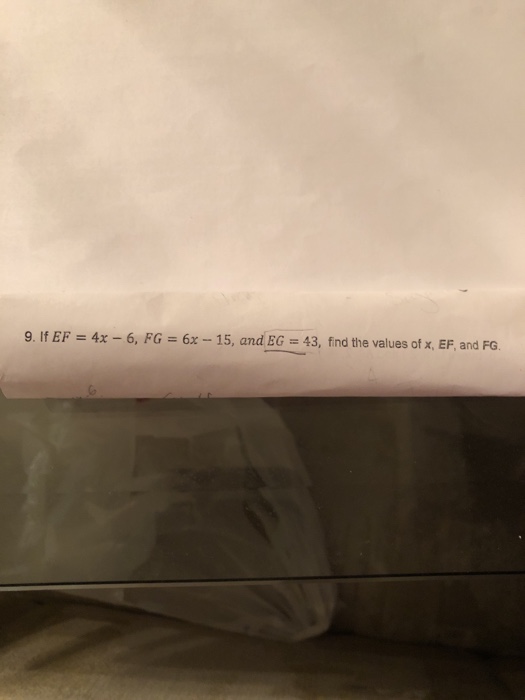 9. If EF = 4x − 6, FG = 6x − 15, and EG = 43, find the values of x, EF, and FG.